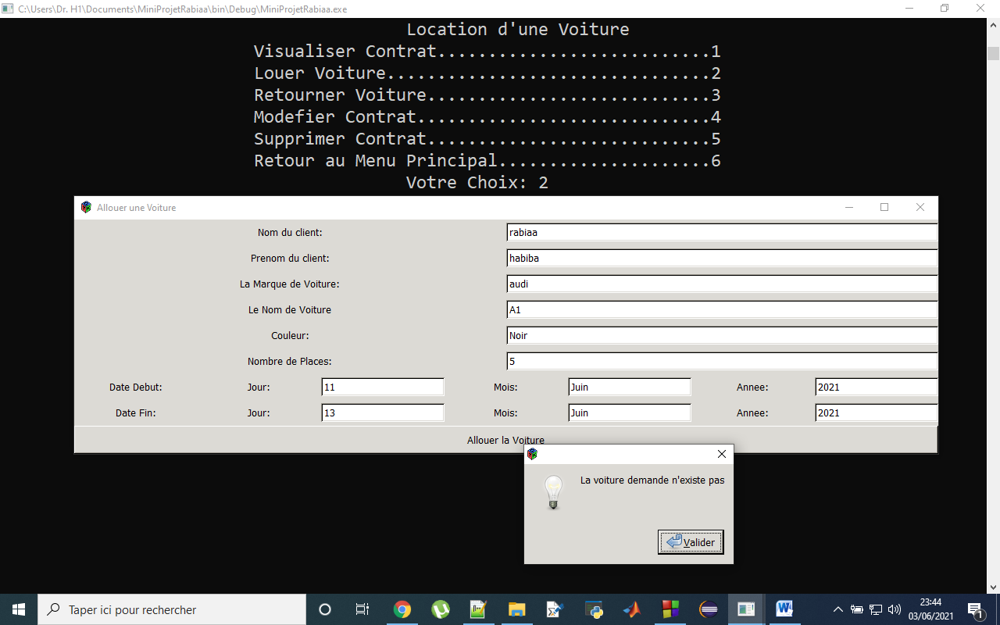 C:\Users\Dr. H1\Documents\MiniProjetRabiaa\bin\Debug\MiniProjetRabiaa.exe
Location d'une Voiture
Visualiser Contrat...........................1
Louer Voiture................................2
Retourner Voiture............................3
Modefier Contrat.............................4
Supprimer Contrat............................5
Retour au Menu Principal.....................6
Votre Choix: 2
Allouer une Voiture
Nom du client: rabiaa
Prenom du client: habiba
La Marque de Voiture: audi
Le Nom de Voiture A1
Couleur: Noir
Nombre de Places: 5
Date Debut: Jour: 11 Mois: Juin Annee: 2021
Date Fin: Jour: 13 Mois: Juin Annee: 2021
Allouer la Voiture
La voiture demande n'existe pas
Valider
Taper ici pour rechercher
23:44
03/06/2021
1